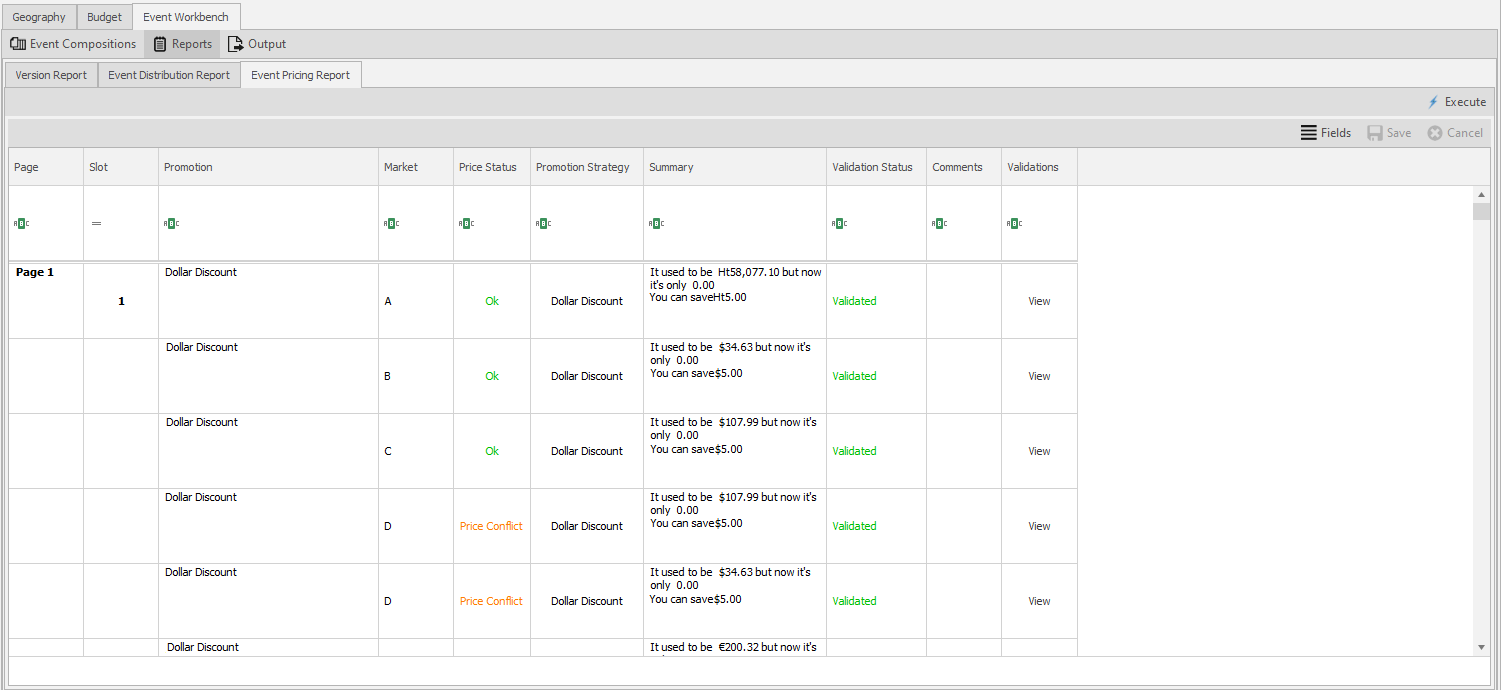 Geography Budget Event Workbench
Event Compositions Reports Output
Version Report Event Distribution Report Event Pricing Report
Execute
Fields Save Cancel
Page Slot Promotion Market Price Status Promotion Strategy Summary Validation Status Comments Validations
ABC = ABC ABC ABC ABC ABC ABC ABC ABC
Page 1 Dollar Discount It used to be Ht58,077.10 but now
it's only 0.00
You can saveHt5.00
1 A Ok Dollar Discount Validated View
Dollar Discount It used to be $34.63 but now it's
only 0.00
You can save$5.00
B Ok Dollar Discount Validated View
Dollar Discount It used to be $107.99 but now it's
only 0.00
You can save$5.00
C Ok Dollar Discount Validated View
Dollar Discount It used to be $107.99 but now it's
only 0.00
You can save$5.00
D Price Conflict Dollar Discount Validated View
Dollar Discount It used to be $34.63 but now it's
only 0.00
You can save$5.00
D Price Conflict Dollar Discount Validated View
Dollar Discount It used to be €200.32 but now it's